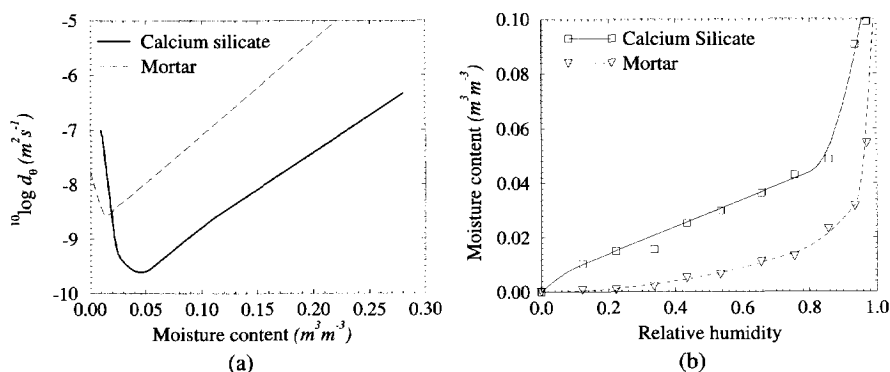 -5
-6
-7
-8
-9
-10
¹⁰log d_θ (m²s⁻¹)
Calcium silicate
Mortar
0.00 0.05 0.10 0.15 0.20 0.25 0.30
Moisture content (m³m⁻³)
(a)
0.10
0.08
0.06
0.04
0.02
0.00
Moisture content (m³m⁻³)
Calcium Silicate
Mortar
0.0 0.2 0.4 0.6 0.8 1.0
Relative humidity
(b)